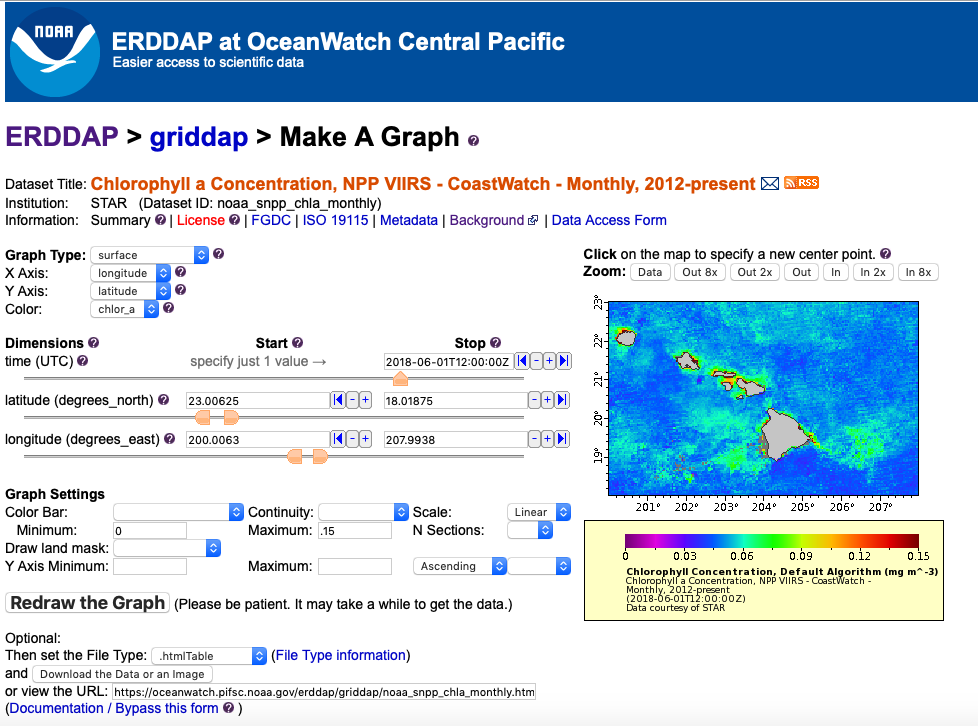 NOAA
ERDDAP at OceanWatch Central Pacific
Easier access to scientific data
ERDDAP > griddap > Make A Graph ?
Dataset Title: Chlorophyll a Concentration, NPP VIIRS - CoastWatch - Monthly, 2012-present RSS
Institution: STAR (Dataset ID: noaa_snpp_chla_monthly)
Information: Summary ? | License ? | FGDC | ISO 19115 | Metadata | Background | Data Access Form
Graph Type: surface ?
X Axis: longitude ?
Y Axis: latitude ?
Color: chlor_a ?
Dimensions ? Start ? Stop ?
time (UTC) ? specify just 1 value → 2018-06-01T12:00:00Z - +
latitude (degrees_north) ? 23.00625 - + 18.01875 - +
longitude (degrees_east) ? 200.0063 - + 207.9938 - +
Graph Settings
Color Bar: Continuity: Scale: Linear
Minimum: 0 Maximum: .15 N Sections:
Draw land mask:
Y Axis Minimum: Maximum: Ascending
Redraw the Graph (Please be patient. It may take a while to get the data.)
Optional:
Then set the File Type: .htmlTable (File Type information)
and Download the Data or an Image
or view the URL: https://oceanwatch.pifsc.noaa.gov/erddap/griddap/noaa_snpp_chla_monthly.htm
(Documentation / Bypass this form ? )
Click on the map to specify a new center point. ?
Zoom: Data Out 8x Out 2x Out In In 2x In 8x
23°
22°
21°
20°
19°
201° 202° 203° 204° 205° 206° 207°
0 0.03 0.06 0.09 0.12 0.15
Chlorophyll Concentration, Default Algorithm (mg m^-3)
Chlorophyll a Concentration, NPP VIIRS - CoastWatch -
Monthly, 2012-present
(2018-06-01T12:00:00Z)
Data courtesy of STAR